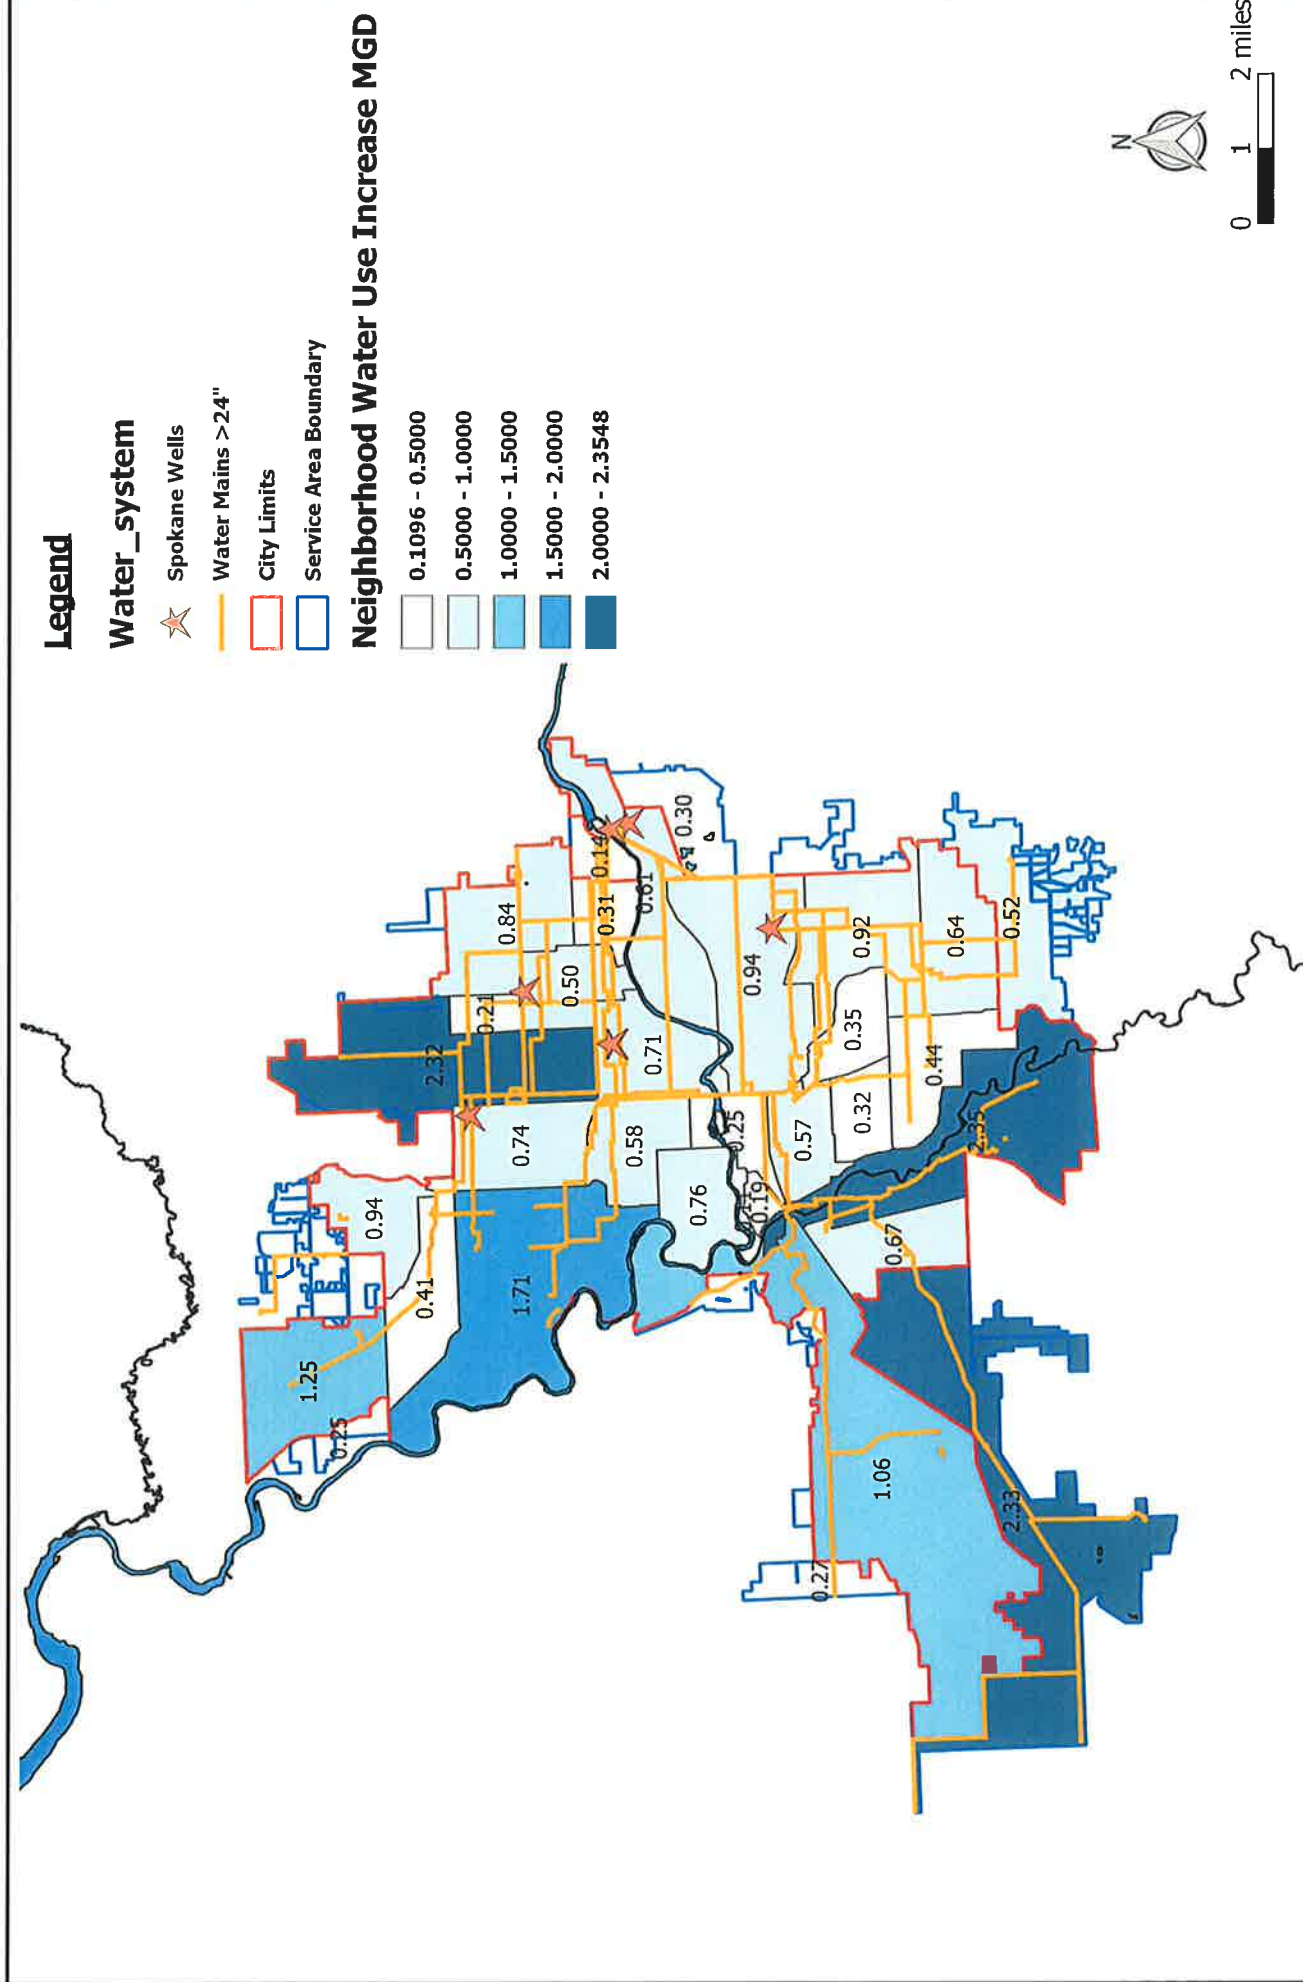 Legend
Water_system
Spokane Wells
Water Mains >24"
City Limits
Service Area Boundary
Neighborhood Water Use Increase MGD
0.1096 - 0.5000
0.5000 - 1.0000
1.0000 - 1.5000
1.5000 - 2.0000
2.0000 - 2.3548
1.25
0.25
0.94
0.41
2.32
0.21
0.84
0.74
1.71
0.50
0.31
0.14
0.61
0.58
0.71
0.30
0.76
0.25
0.19
0.94
0.57
0.32
0.35
0.92
0.67
0.44
0.64
0.52
2.35
1.06
0.27
2.33
N
0 1 2 miles